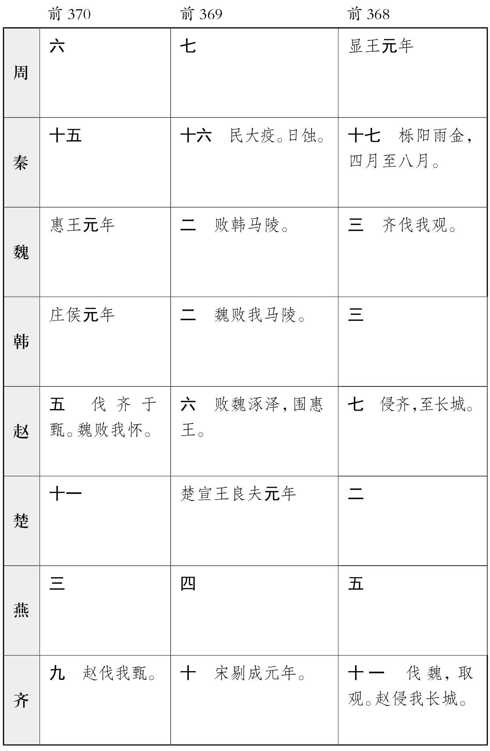 前 370 前 369 前 368
周 六 七 显王元年
秦 十五 十六 民大疫。日蚀。 十七 栎阳雨金，
四月至八月。
魏 惠王元年 二 败韩马陵。 三 齐伐我观。
韩 庄侯元年 二 魏败我马陵。 三
赵 五 伐齐于 六 败魏涿泽，围惠 七 侵齐，至长城。
甄。魏败我怀。 王。
楚 十一 楚宣王良夫元年 二
燕 三 四 五
齐 九 赵伐我甄。 十 宋剔成元年。 十一 伐魏，取
观。赵侵我长城。